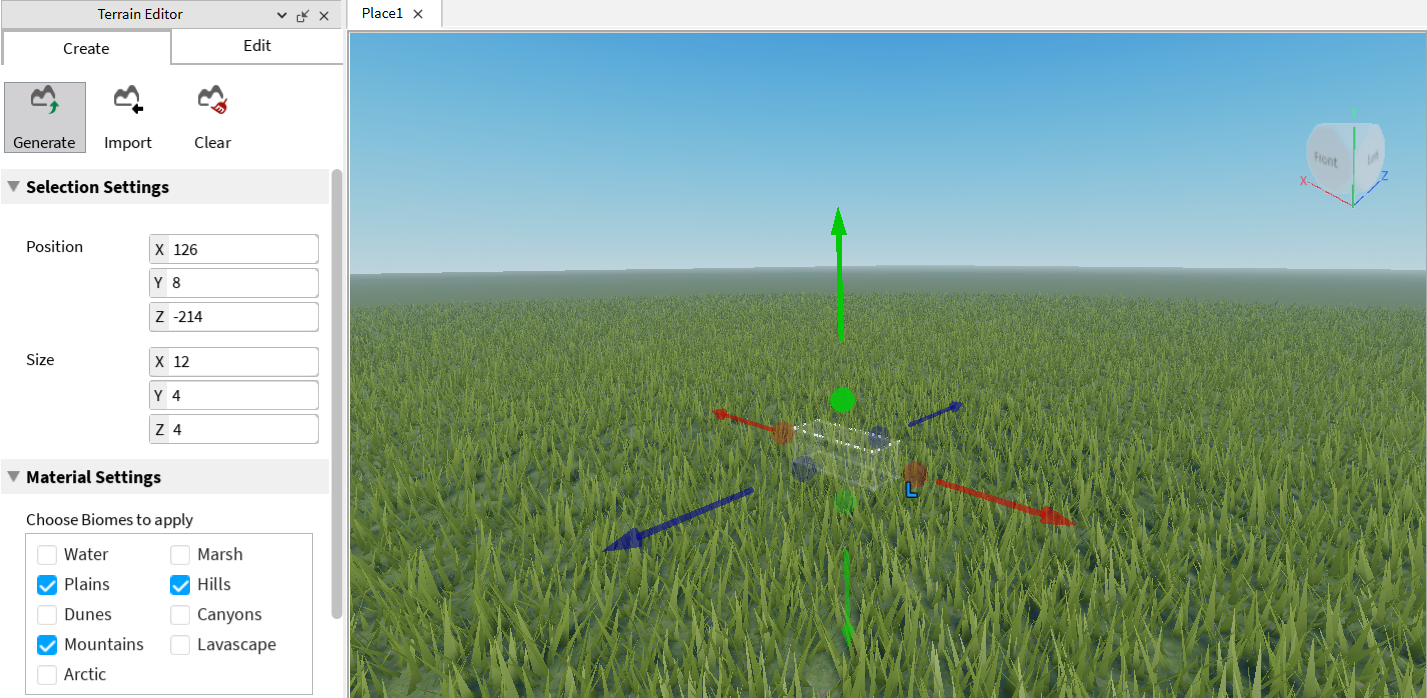 Terrain Editor
Place1
Create
Edit
Generate
Import
Clear
Selection Settings
Position
X 126
Y 8
Z -214
Size
X 12
Y 4
Z 4
Material Settings
Choose Biomes to apply
Water
Marsh
Plains
Hills
Dunes
Canyons
Mountains
Lavascape
Arctic
Y
Front
Left
X
Z
L